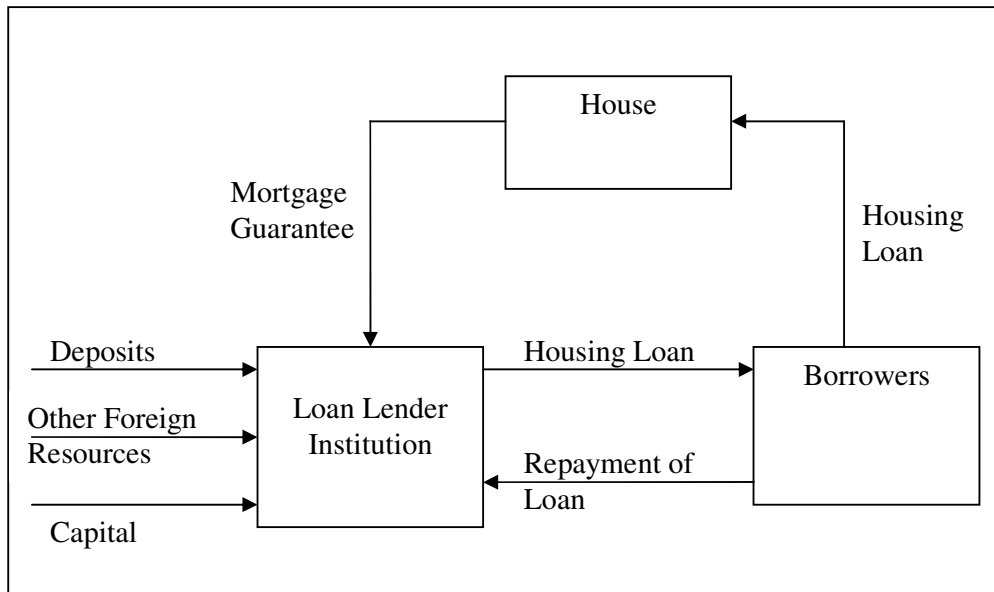 House
Mortgage
Guarantee
Housing
Loan
Deposits
Other Foreign
Resources
Capital
Loan Lender
Institution
Housing Loan
Repayment of
Loan
Borrowers